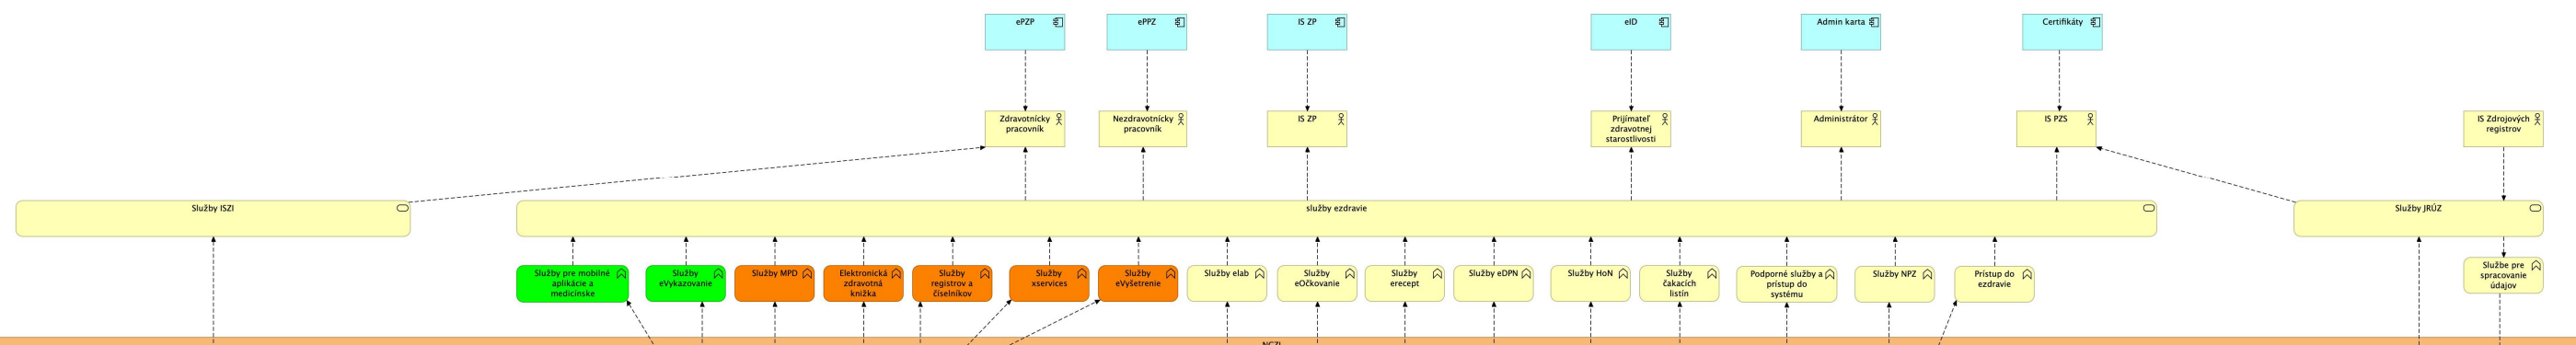 ePZP
ePPZ
IS ZP
eID
Admin karta
Certifikáty
Zdravotnícky
pracovník
Nezdravotnícky
pracovník
IS ZP
Prijímateľ
zdravotnej
starostlivosti
Administrátor
IS PZS
IS Zdrojových
registrov
Služby ISZI
služby ezdravie
Služby JRÚZ
Služby pre mobilné
aplikácie a
medicínske
Služby
eVykazovanie
Služby MPD
Elektronická
zdravotná
knižka
Služby
registrov a
číselníkov
Služby
xservices
Služby
eVyšetrenie
Služby elab
Služby
eOčkovanie
Služby
erecept
Služby eDPN
Služby HoN
Služby
čakacích
listín
Podporné služby a
prístup do
systému
Služby NPZ
Prístup do
ezdravie
Službe pre
spracovanie
údajov
NCZI